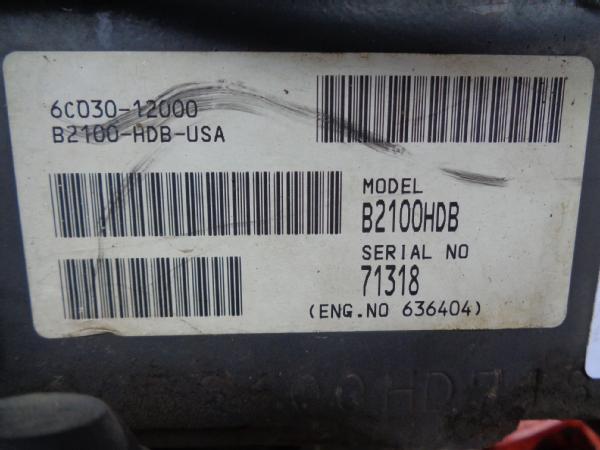 6C030-12000
B2100-HDB-USA
MODEL
B2100HDB
SERIAL NO
71318
(ENG.NO 636404)